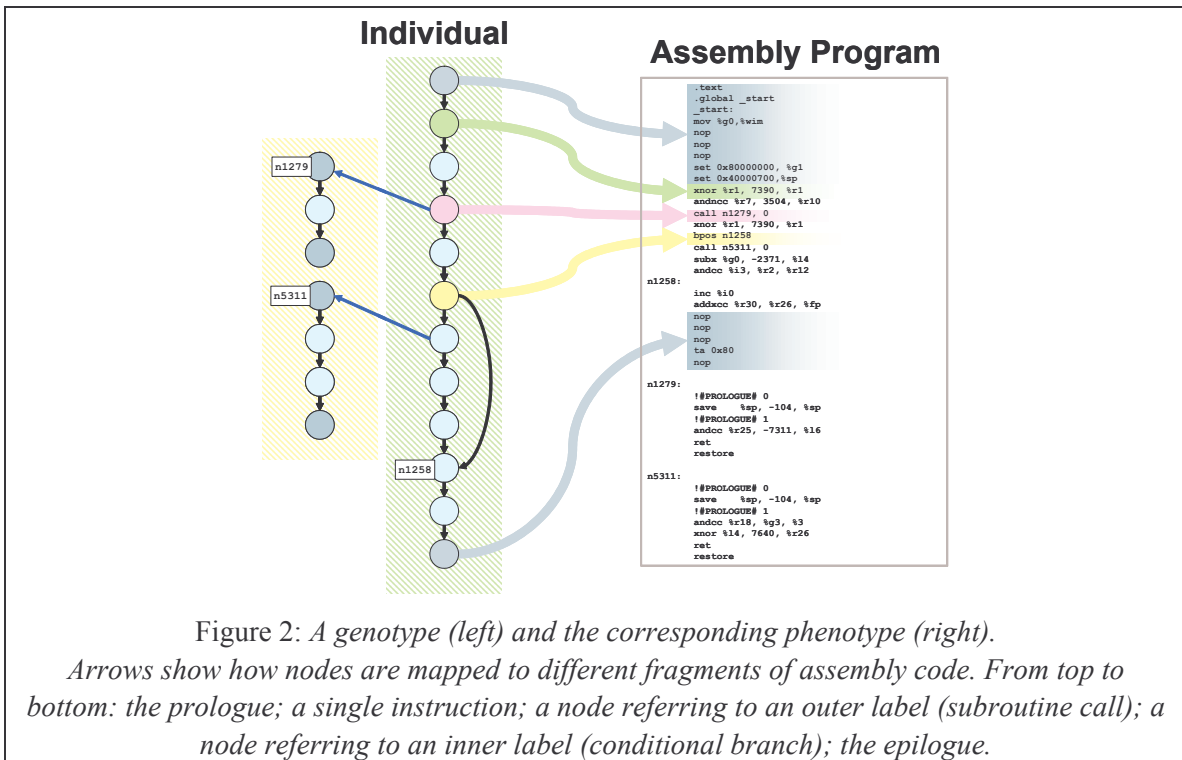 Individual
Assembly Program
n1279
n5311
n1258
.text
.global _start
_start:
mov %g0,%wim
nop
nop
nop
set 0x80000000, %g1
set 0x40000700,%sp
xnor %r1, 7390, %r1
andncc %r7, 3504, %r10
call n1279, 0
xnor %r1, 7390, %r1
bpos n1258
call n5311, 0
subx %g0, -2371, %l4
andcc %i3, %r2, %r12
n1258:
inc %i0
addxcc %r30, %r26, %fp
nop
nop
nop
ta 0x80
nop
n1279:
!#PROLOGUE# 0
save %sp, -104, %sp
!#PROLOGUE# 1
andcc %r25, -7311, %l6
ret
restore
n5311:
!#PROLOGUE# 0
save %sp, -104, %sp
!#PROLOGUE# 1
andcc %r18, %g3, %3
xnor %l4, 7640, %r26
ret
restore
Figure 2: A genotype (left) and the corresponding phenotype (right).
Arrows show how nodes are mapped to different fragments of assembly code. From top to
bottom: the prologue; a single instruction; a node referring to an outer label (subroutine call); a
node referring to an inner label (conditional branch); the epilogue.